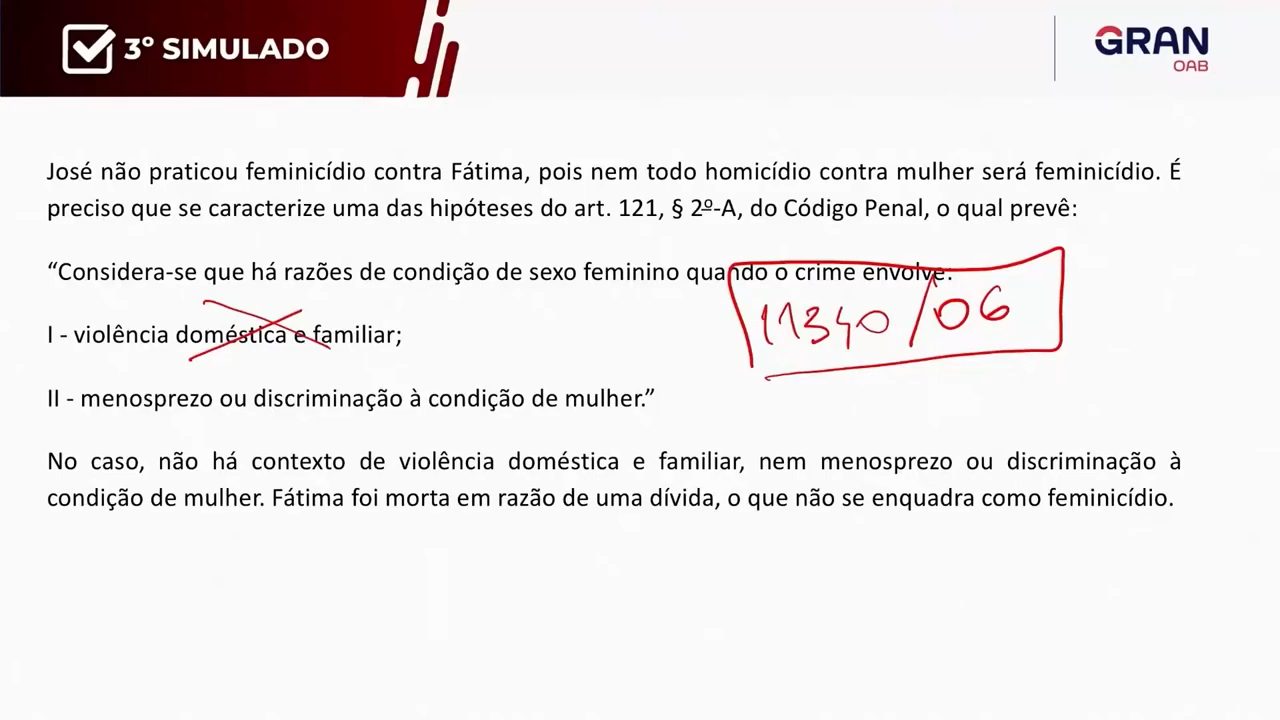 3º SIMULADO
GRAN
OAB
José não praticou feminicídio contra Fátima, pois nem todo homicídio contra mulher será feminicídio. É
preciso que se caracterize uma das hipóteses do art. 121, § 2º-A, do Código Penal, o qual prevê:
“Considera-se que há razões de condição de sexo feminino quando o crime envolve:
11340/06
I - violência doméstica e familiar;
II - menosprezo ou discriminação à condição de mulher.”
No caso, não há contexto de violência doméstica e familiar, nem menosprezo ou discriminação à
condição de mulher. Fátima foi morta em razão de uma dívida, o que não se enquadra como feminicídio.